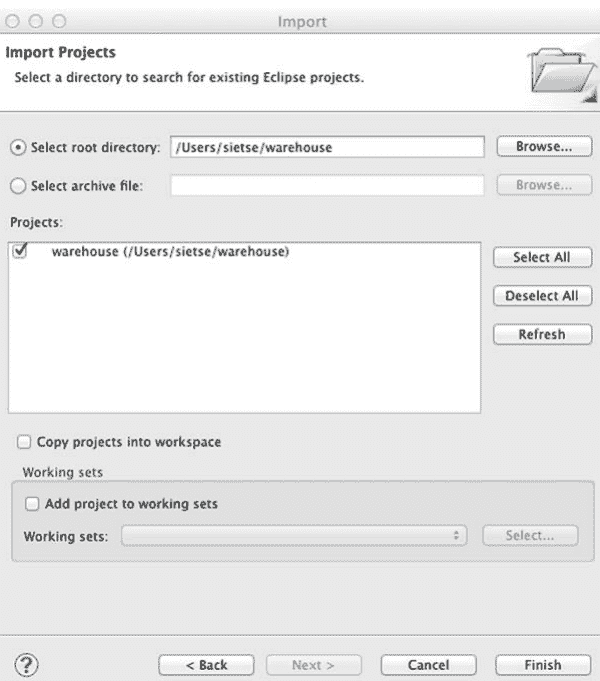 Import
Import Projects
Select a directory to search for existing Eclipse projects.
Select root directory: /Users/sietse/warehouse Browse...
Select archive file: Browse...
Projects:
warehouse (/Users/sietse/warehouse)
Select All
Deselect All
Refresh
Copy projects into workspace
Working sets
Add project to working sets
Working sets: Select...
? < Back Next > Cancel Finish